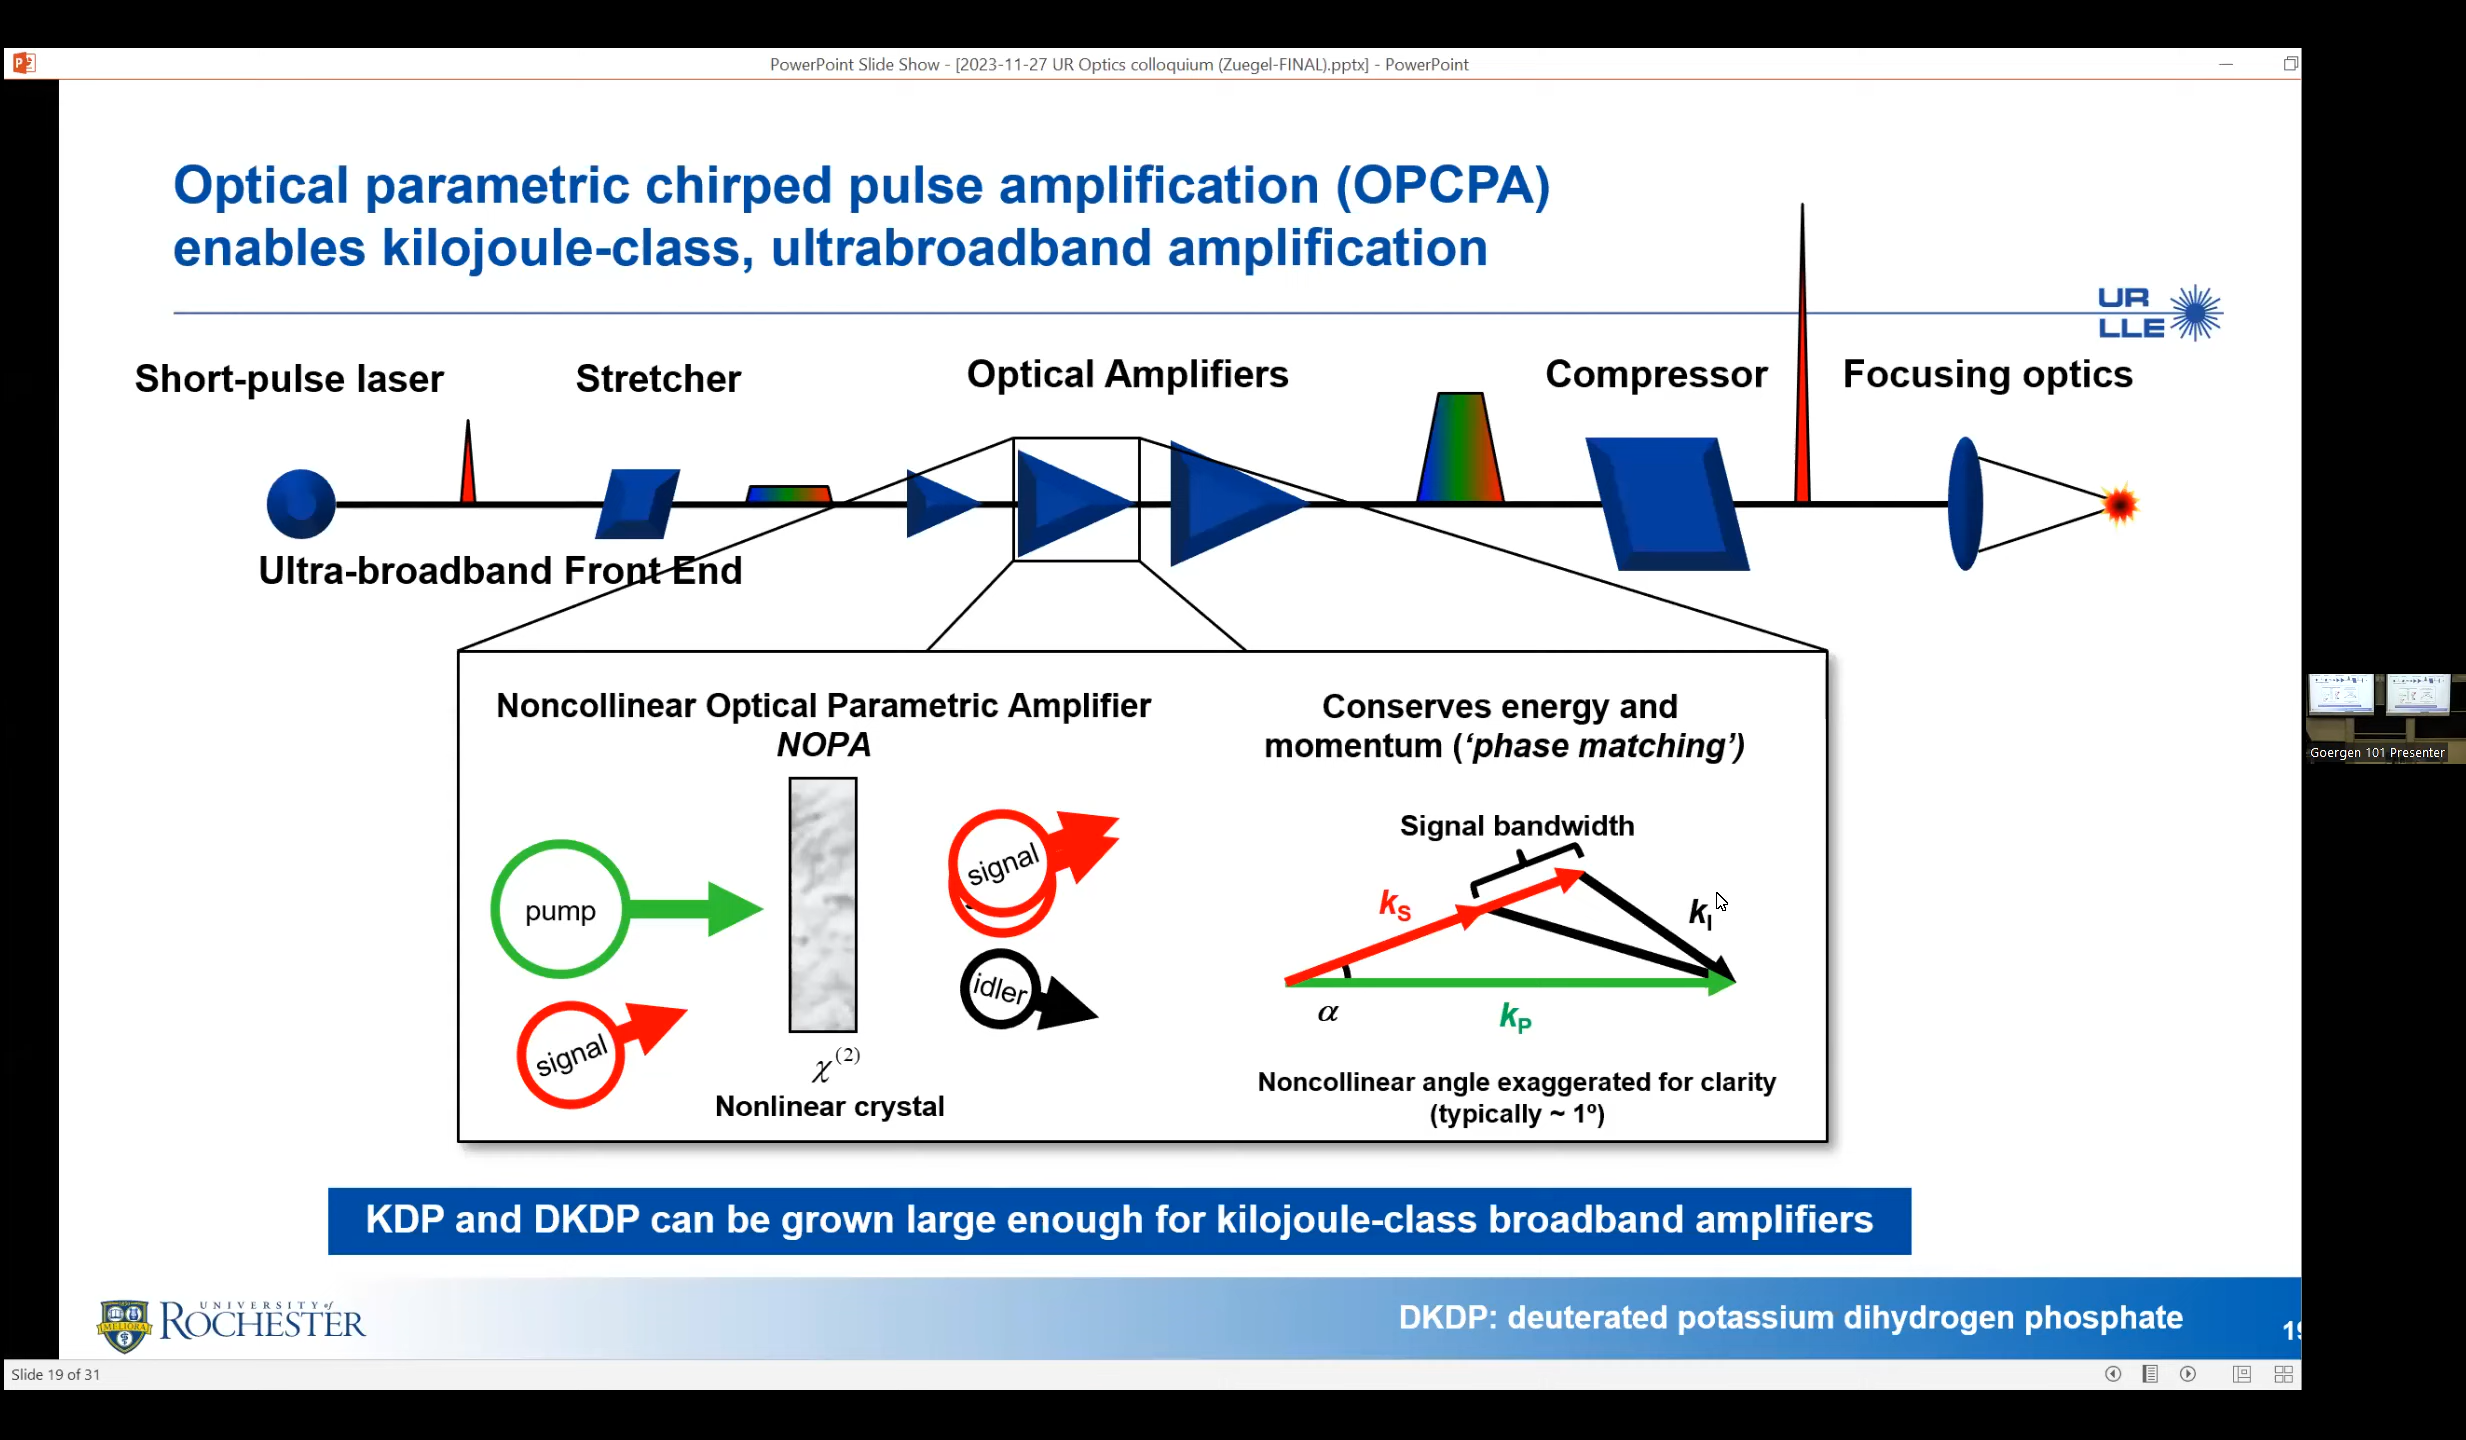 PowerPoint Slide Show - [2023-11-27 UR Optics colloquium (Zuegel-FINAL).pptx] - PowerPoint
Optical parametric chirped pulse amplification (OPCPA)
enables kilojoule-class, ultrabroadband amplification
UR
LLE
Short-pulse laser
Stretcher
Optical Amplifiers
Compressor
Focusing optics
Ultra-broadband Front End
Noncollinear Optical Parametric Amplifier
NOPA
pump
signal
signal
idler
χ(2)
Nonlinear crystal
Conserves energy and
momentum (‘phase matching’)
Signal bandwidth
kS
kI
α
kP
Noncollinear angle exaggerated for clarity
(typically ~ 1º)
Goergen 101 Presenter
KDP and DKDP can be grown large enough for kilojoule-class broadband amplifiers
UNIVERSITY of
ROCHESTER
MELIORA
DKDP: deuterated potassium dihydrogen phosphate
Slide 19 of 31